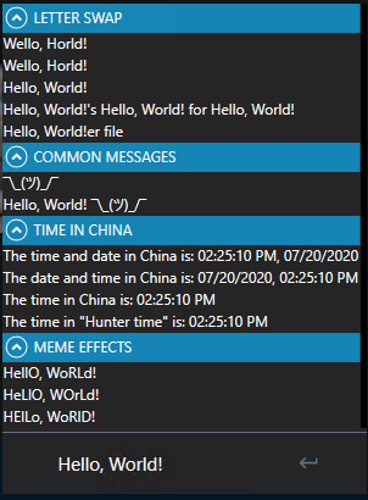 LETTER SWAP
Wello, Horld!
Wello, Horld!
Hello, World!
Hello, World!'s Hello, World! for Hello, World!
Hello, World!er file
COMMON MESSAGES
¯\_(ツ)_/¯
Hello, World! ¯\_(ツ)_/¯
TIME IN CHINA
The time and date in China is: 02:25:10 PM, 07/20/2020
The date and time in China is: 07/20/2020, 02:25:10 PM
The time in China is: 02:25:10 PM
The time in "Hunter time" is: 02:25:10 PM
MEME EFFECTS
HellO, WoRLd!
HeLlO, WOrLd!
HElLo, WoRlD!
Hello, World!